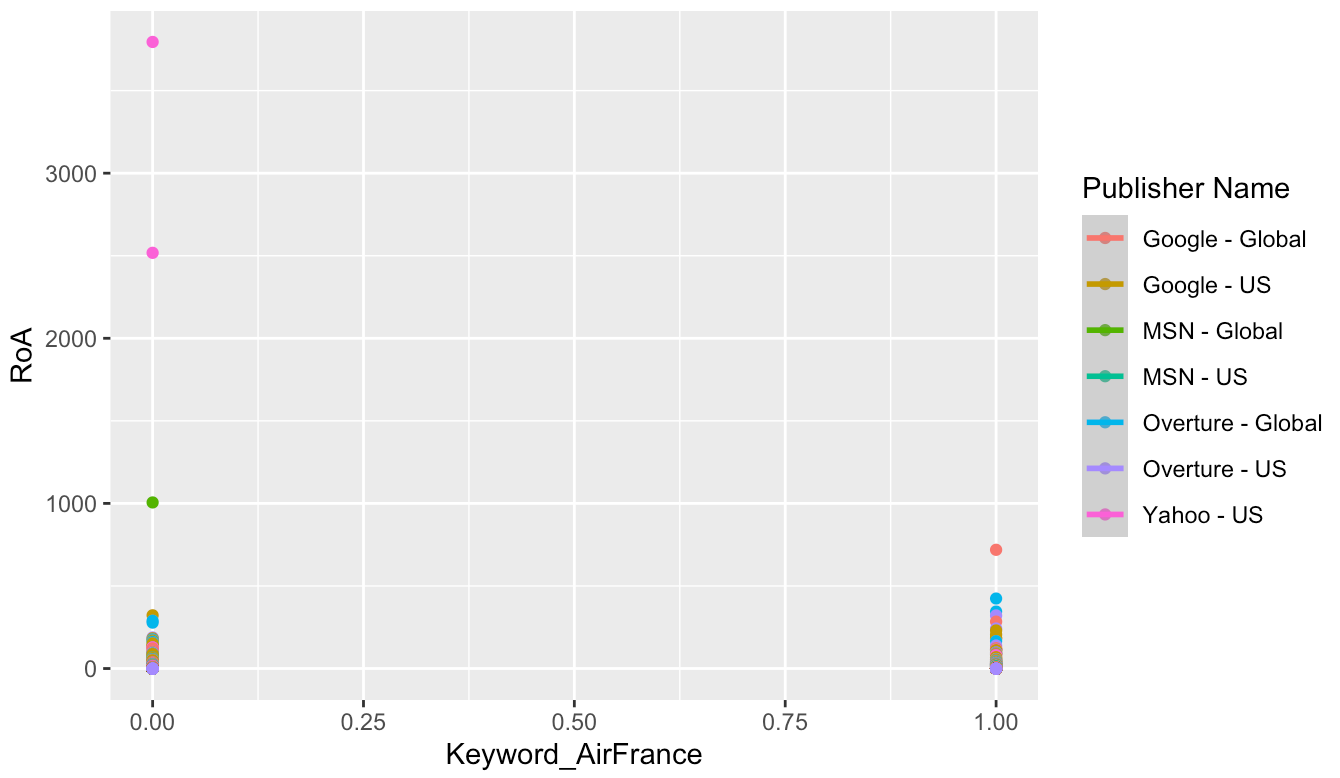 RoA
3000
2000
1000
0
0.00 0.25 0.50 0.75 1.00
Keyword_AirFrance
Publisher Name
Google - Global
Google - US
MSN - Global
MSN - US
Overture - Global
Overture - US
Yahoo - US